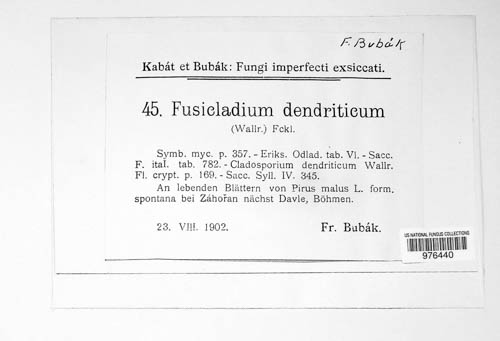 F. Bubák
Kabát et Bubák: Fungi imperfecti exsiccati.
45. Fusicladium dendriticum
(Wallr.) Fckl.
Symb. myc. p. 357. - Eriks. Odlad. tab. VI. - Sacc.
F. ital. tab. 782. - Cladosporium dendriticum Wallr.
Fl. crypt. p. 169. - Sacc. Syll. IV. 345.
An lebenden Blättern von Pirus malus L. form.
spontana bei Záhořan nächst Davle, Böhmen.
23. VIII. 1902. Fr. Bubák.
US NATIONAL FUNGUS COLLECTIONS
976440